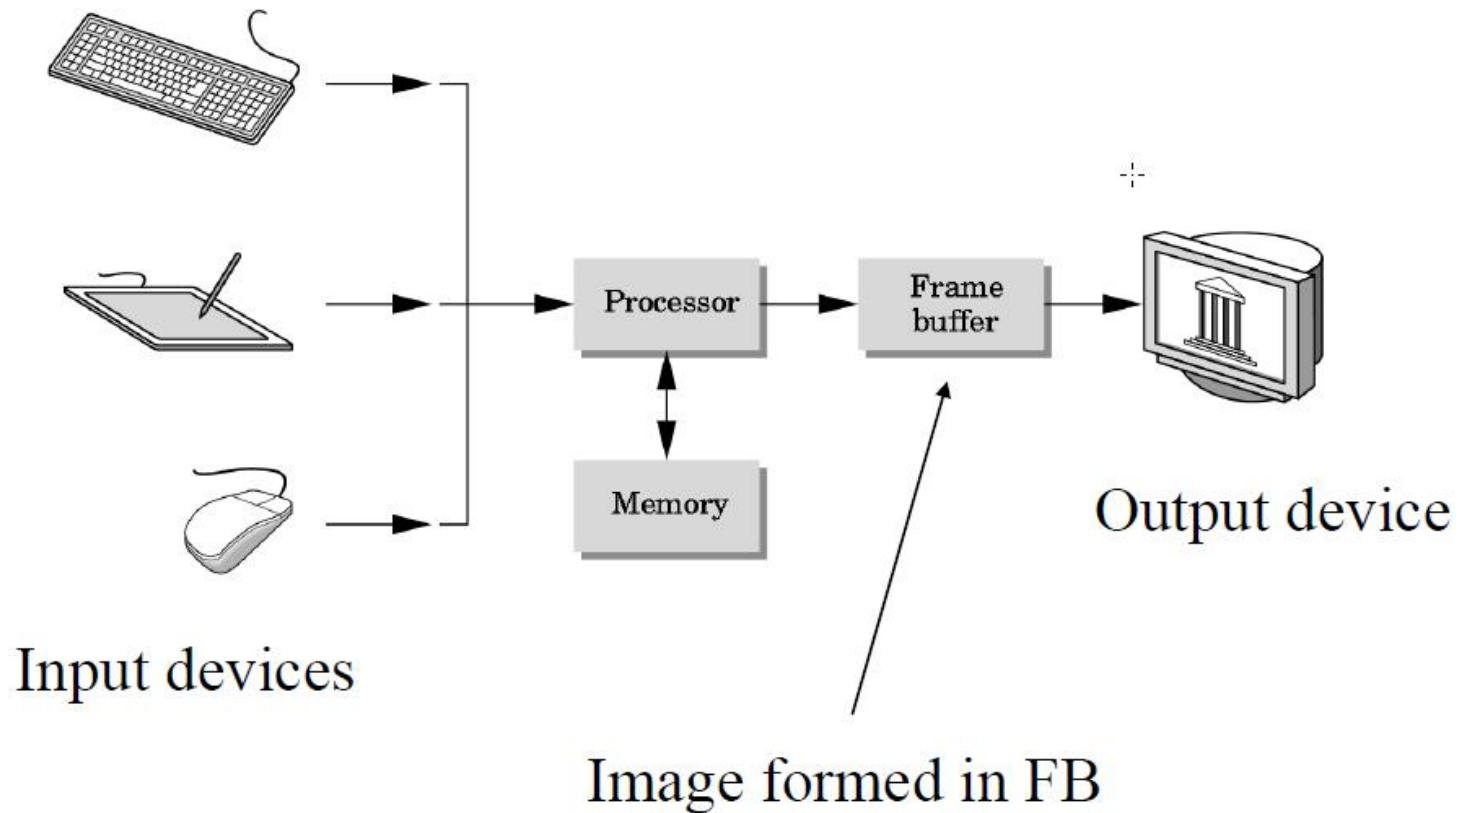 Processor
Frame
buffer
Memory
Output device
Input devices
Image formed in FB